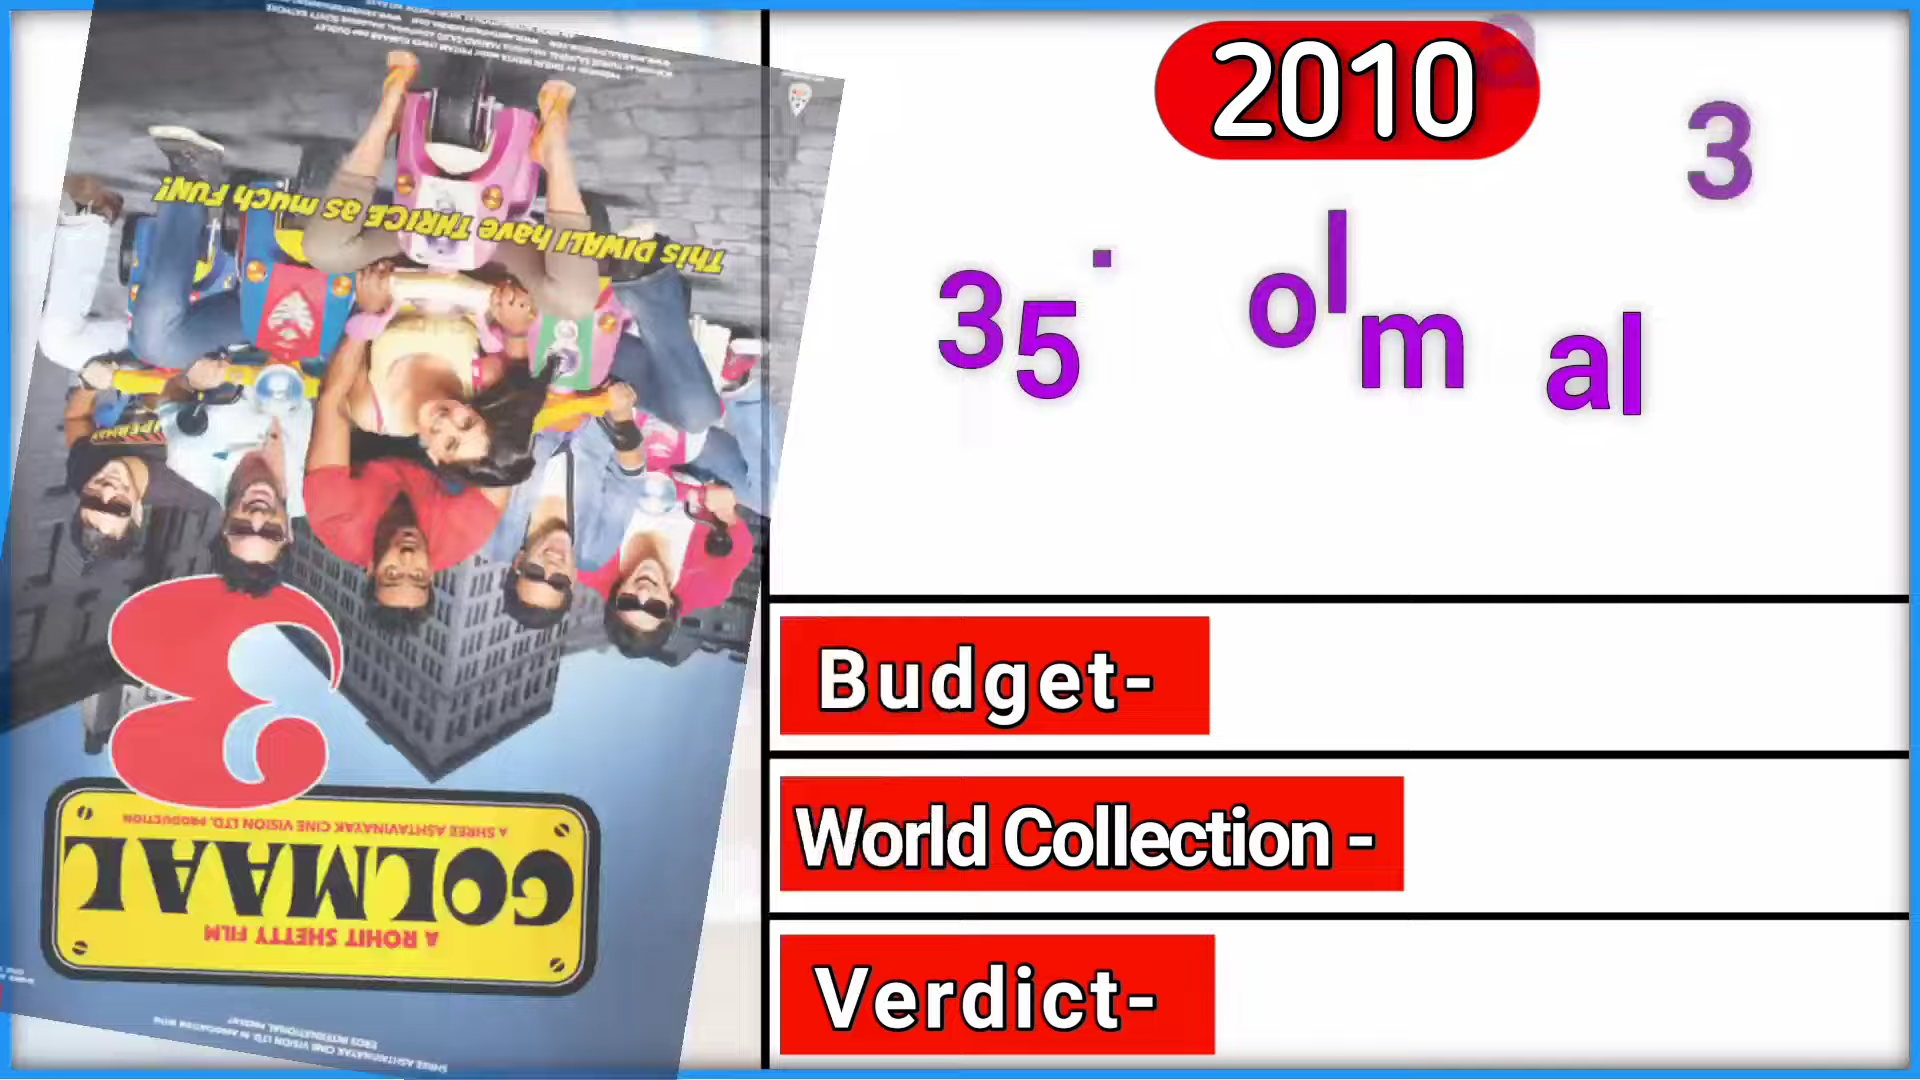 2010
a
3
35. olm al
Budget-
World Collection -
Verdict-
This DIWALI have THRICE as much FUN!
3
A SHREE ASHTAVINAYAK CINE VISION LTD. PRODUCTION
GOLMAAL
A ROHIT SHETTY FILM